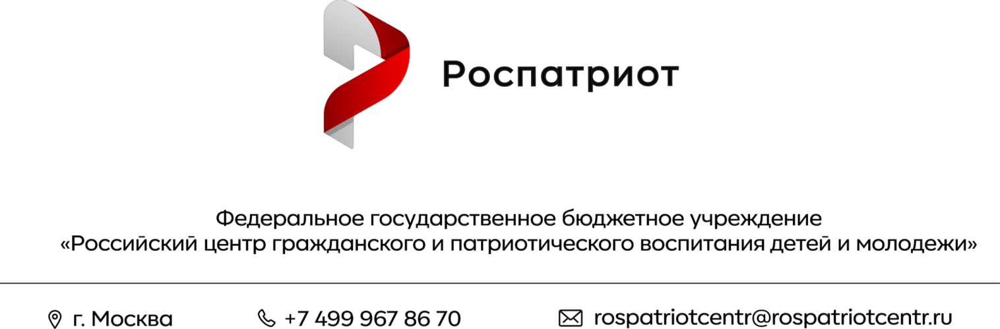 Роспатриот
Федеральное государственное бюджетное учреждение
«Российский центр гражданского и патриотического воспитания детей и молодежи»
г. Москва
+7 499 967 86 70
rospatriotcentr@rospatriotcentr.ru